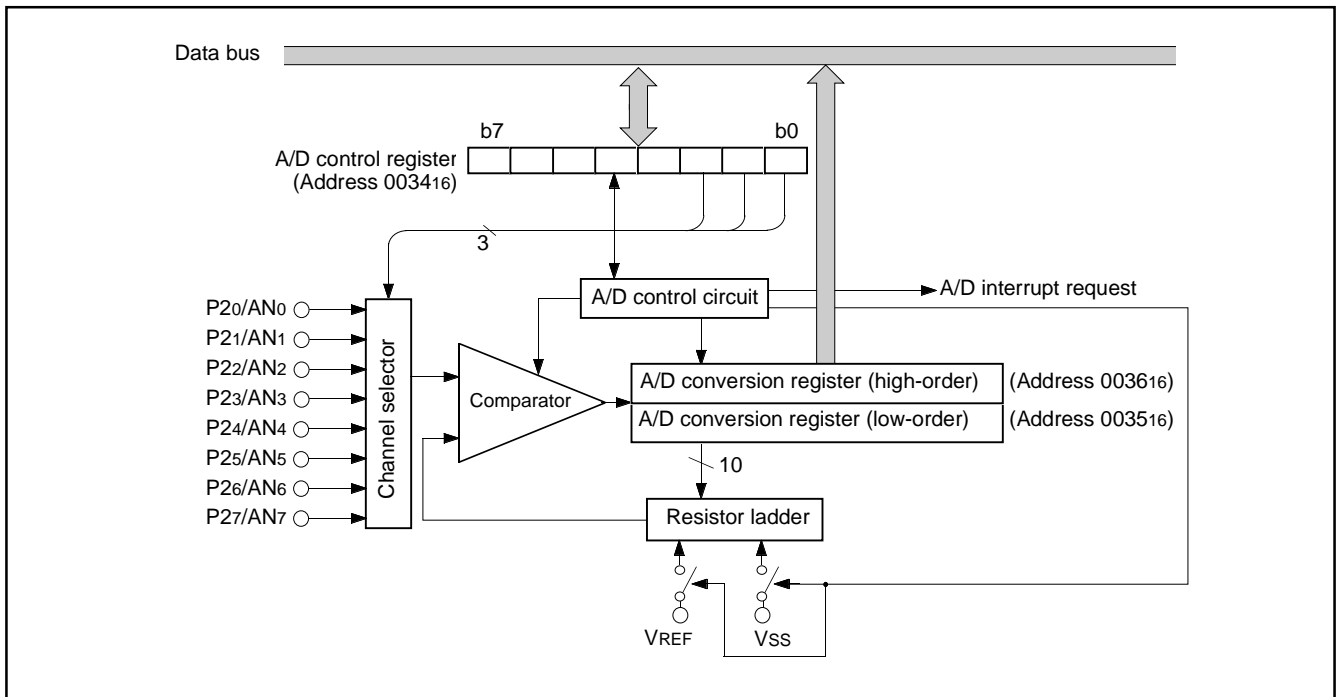 Data bus
b7 b0
A/D control register
(Address 003416)
3
A/D control circuit
A/D interrupt request
P20/AN0
P21/AN1
P22/AN2
P23/AN3
P24/AN4
P25/AN5
P26/AN6
P27/AN7
Channel selector
Comparator
A/D conversion register (high-order) (Address 003616)
A/D conversion register (low-order) (Address 003516)
10
Resistor ladder
VREF VSS